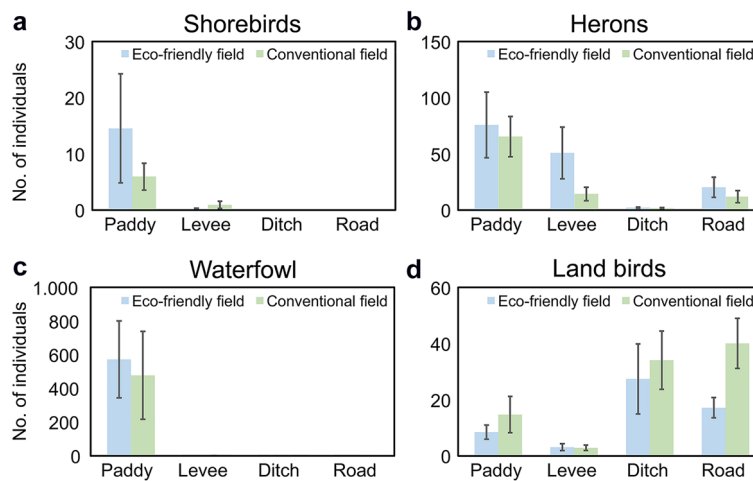 a
Shorebirds
No. of individuals
30
20
10
0
Eco-friendly field
Conventional field
Paddy Levee Ditch Road
b
Herons
150
100
50
0
Eco-friendly field
Conventional field
Paddy Levee Ditch Road
c
Waterfowl
No. of individuals
1.000
800
600
400
200
0
Eco-friendly field
Conventional field
Paddy Levee Ditch Road
d
Land birds
60
40
20
0
Eco-friendly field
Conventional field
Paddy Levee Ditch Road